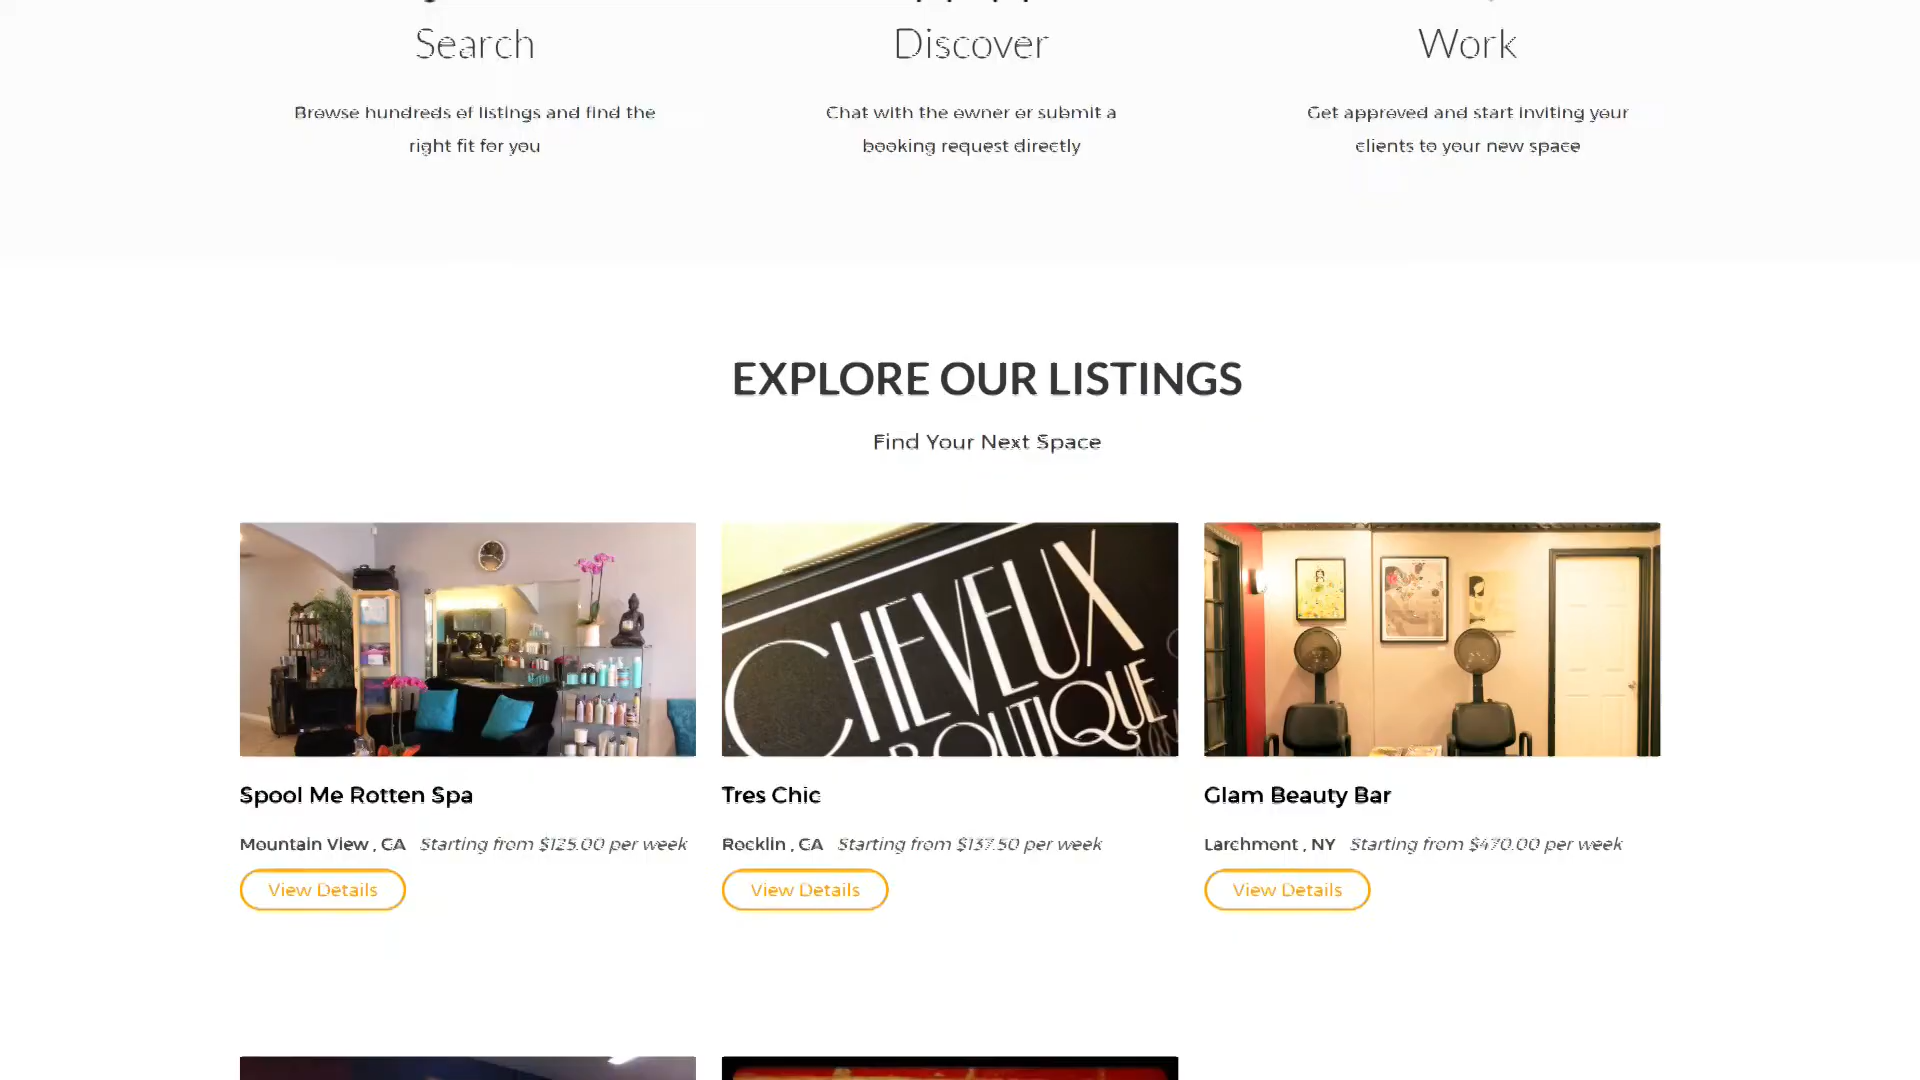 Search
Discover
Work
Browse hundreds of listings and find the
right fit for you
Chat with the owner or submit a
booking request directly
Get approved and start inviting your
clients to your new space
EXPLORE OUR LISTINGS
Find Your Next Space
CHEVEUX
BOUTIQUE
Spool Me Rotten Spa
Mountain View , CA Starting from $125.00 per week
View Details
Tres Chic
Rocklin , CA Starting from $137.50 per week
View Details
Glam Beauty Bar
Larchmont , NY Starting from $470.00 per week
View Details